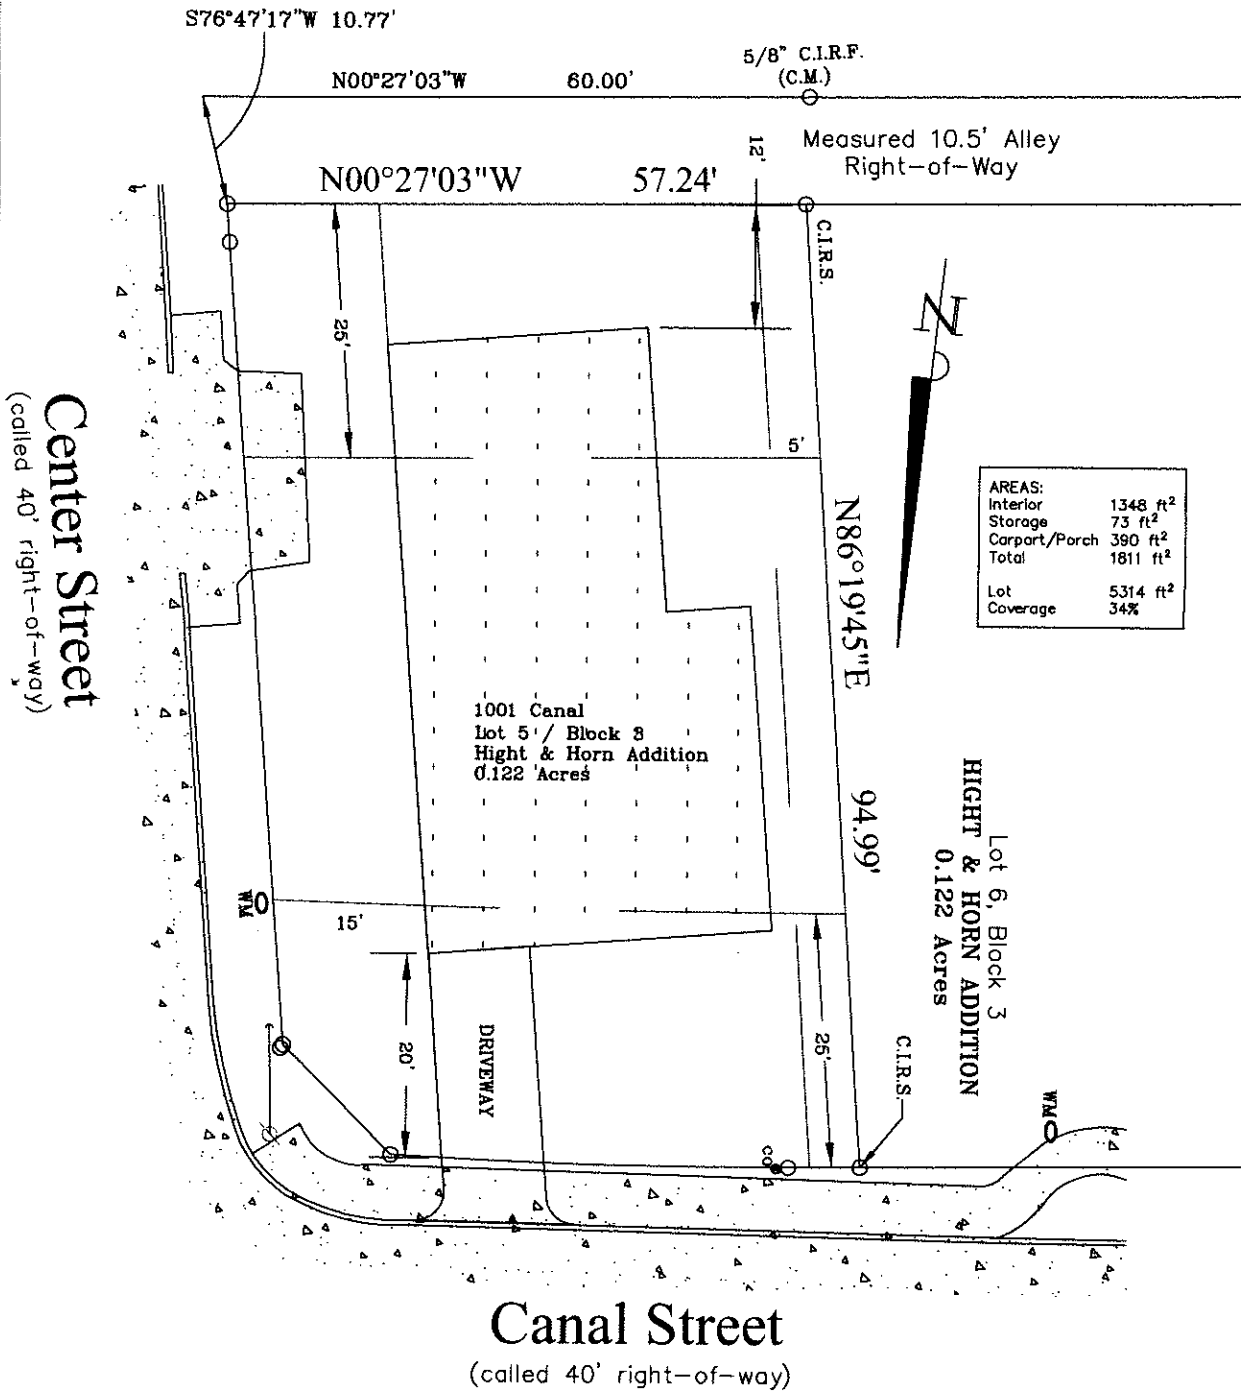 S76°47'17"W 10.77'
N00°27'03"W 60.00'
5/8" C.I.R.F.
(C.M.)
Measured 10.5' Alley
Right-of-Way
12'
N00°27'03"W 57.24'
C.I.R.S.
N
25'
5'
Center Street
(called 40' right-of-way)
N86°19'45"E 94.99'
AREAS:
Interior 1348 ft²
Storage 73 ft²
Carport/Porch 390 ft²
Total 1811 ft²
Lot 5314 ft²
Coverage 34%
1001 Canal
Lot 5 / Block 3
Hight & Horn Addition
0.122 Acres
Lot 6, Block 3
HIGHT & HORN ADDITION
0.122 Acres
WM
15'
20'
DRIVEWAY
25'
C.I.R.S.
WM
CO
Canal Street
(called 40' right-of-way)